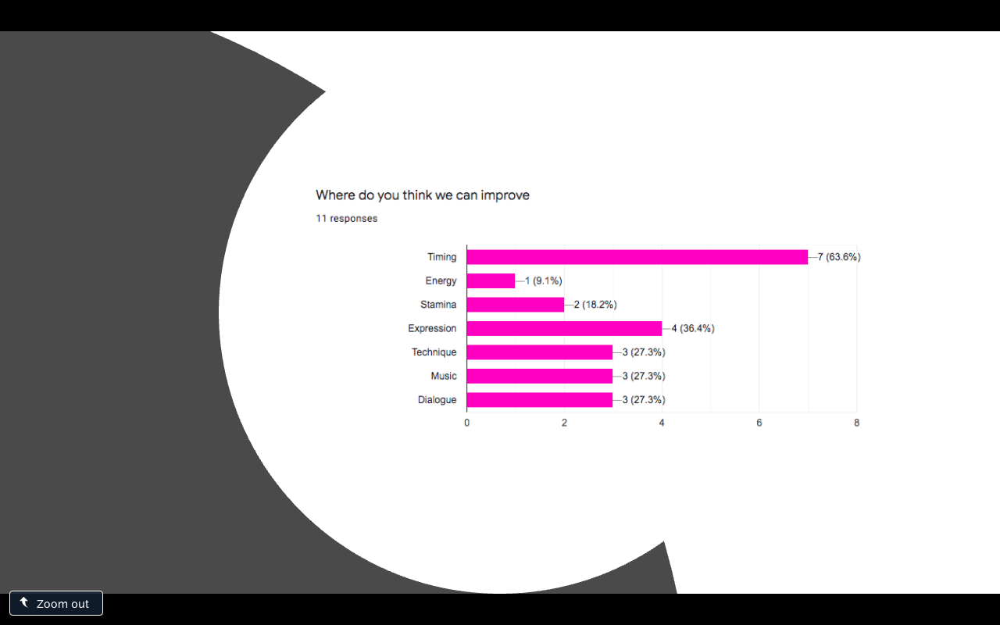 Where do you think we can improve
11 responses
Timing 7 (63.6%)
Energy 1 (9.1%)
Stamina 2 (18.2%)
Expression 4 (36.4%)
Technique 3 (27.3%)
Music 3 (27.3%)
Dialogue 3 (27.3%)
0 2 4 6 8
Zoom out